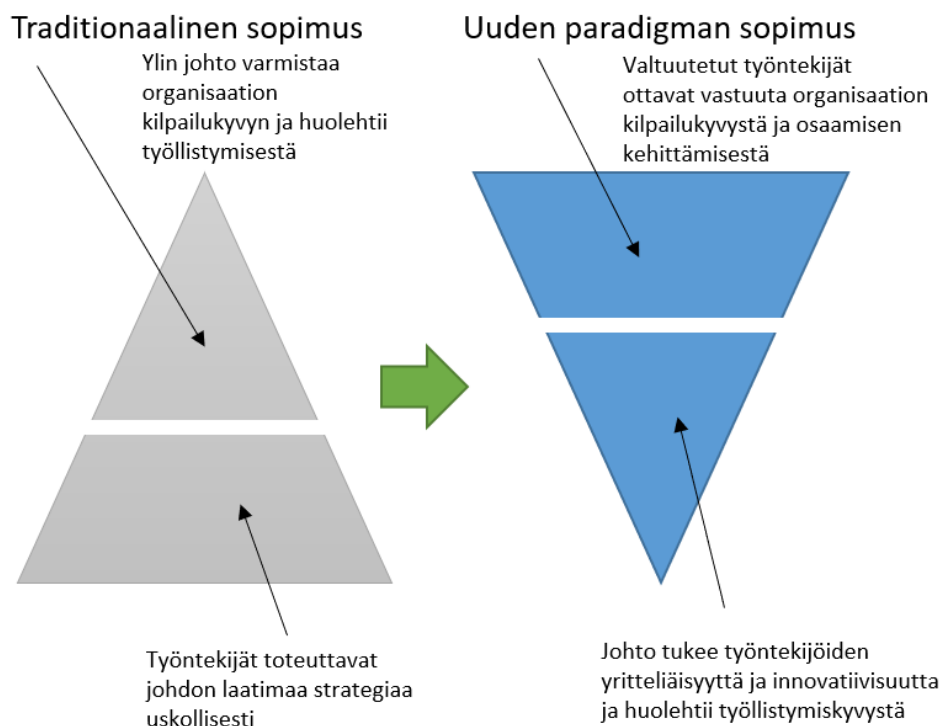 Traditionaalinen sopimus
Ylin johto varmistaa
organisaation
kilpailukyvyn ja huolehtii
työllistymisestä
Työntekijät toteuttavat
johdon laatimaa strategiaa
uskollisesti
Uuden paradigman sopimus
Valtuutetut työntekijät
ottavat vastuuta organisaation
kilpailukyvystä ja osaamisen
kehittämisestä
Johto tukee työntekijöiden
yritteliäisyyttä ja innovatiivisuutta
ja huolehtii työllistymiskyvystä